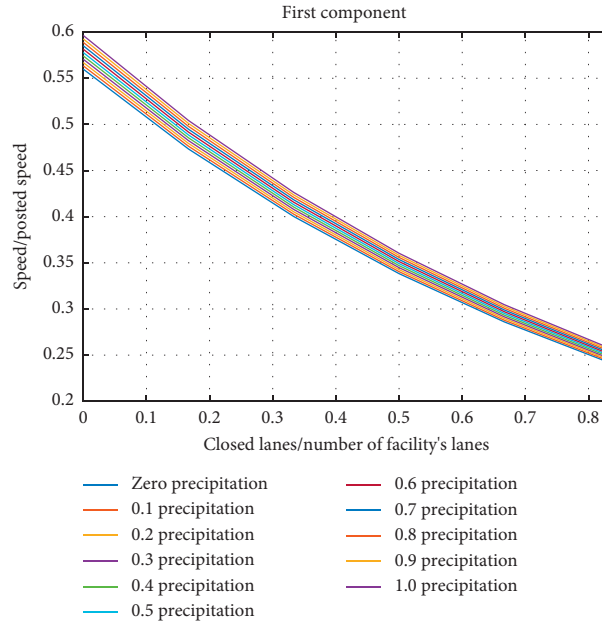 First component
0.6
0.55
0.5
0.45
0.4
0.35
0.3
0.25
0.2
Speed/posted speed
0 0.1 0.2 0.3 0.4 0.5 0.6 0.7 0.8
Closed lanes/number of facility's lanes
Zero precipitation
0.1 precipitation
0.2 precipitation
0.3 precipitation
0.4 precipitation
0.5 precipitation
0.6 precipitation
0.7 precipitation
0.8 precipitation
0.9 precipitation
1.0 precipitation